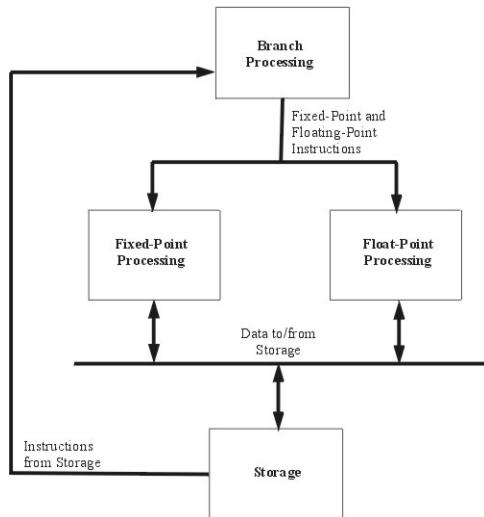 Branch
Processing
Fixed-Point and
Floating-Point
Instructions
Fixed-Point
Processing
Float-Point
Processing
Data to/from
Storage
Instructions
from Storage
Storage